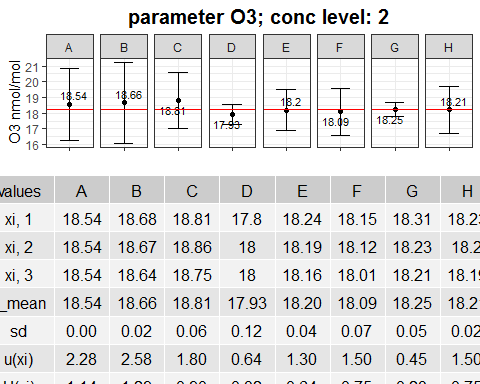 parameter O3; conc level: 2
A B C D E F G H
O3 nmol/mol
21
20
19
18
17
16
18.54 18.66 18.81 17.93 18.2 18.09 18.25 18.21
values A B C D E F G H
xi, 1 18.54 18.68 18.81 17.8 18.24 18.15 18.31
xi, 2 18.54 18.67 18.86 18 18.19 18.12 18.23
xi, 3 18.54 18.64 18.75 18 18.16 18.01 18.21
_mean 18.54 18.66 18.81 17.93 18.20 18.09 18.25
sd 0.00 0.02 0.06 0.12 0.04 0.07 0.05 0.02
u(xi) 2.28 2.58 1.80 0.64 1.30 1.50 0.45 1.50